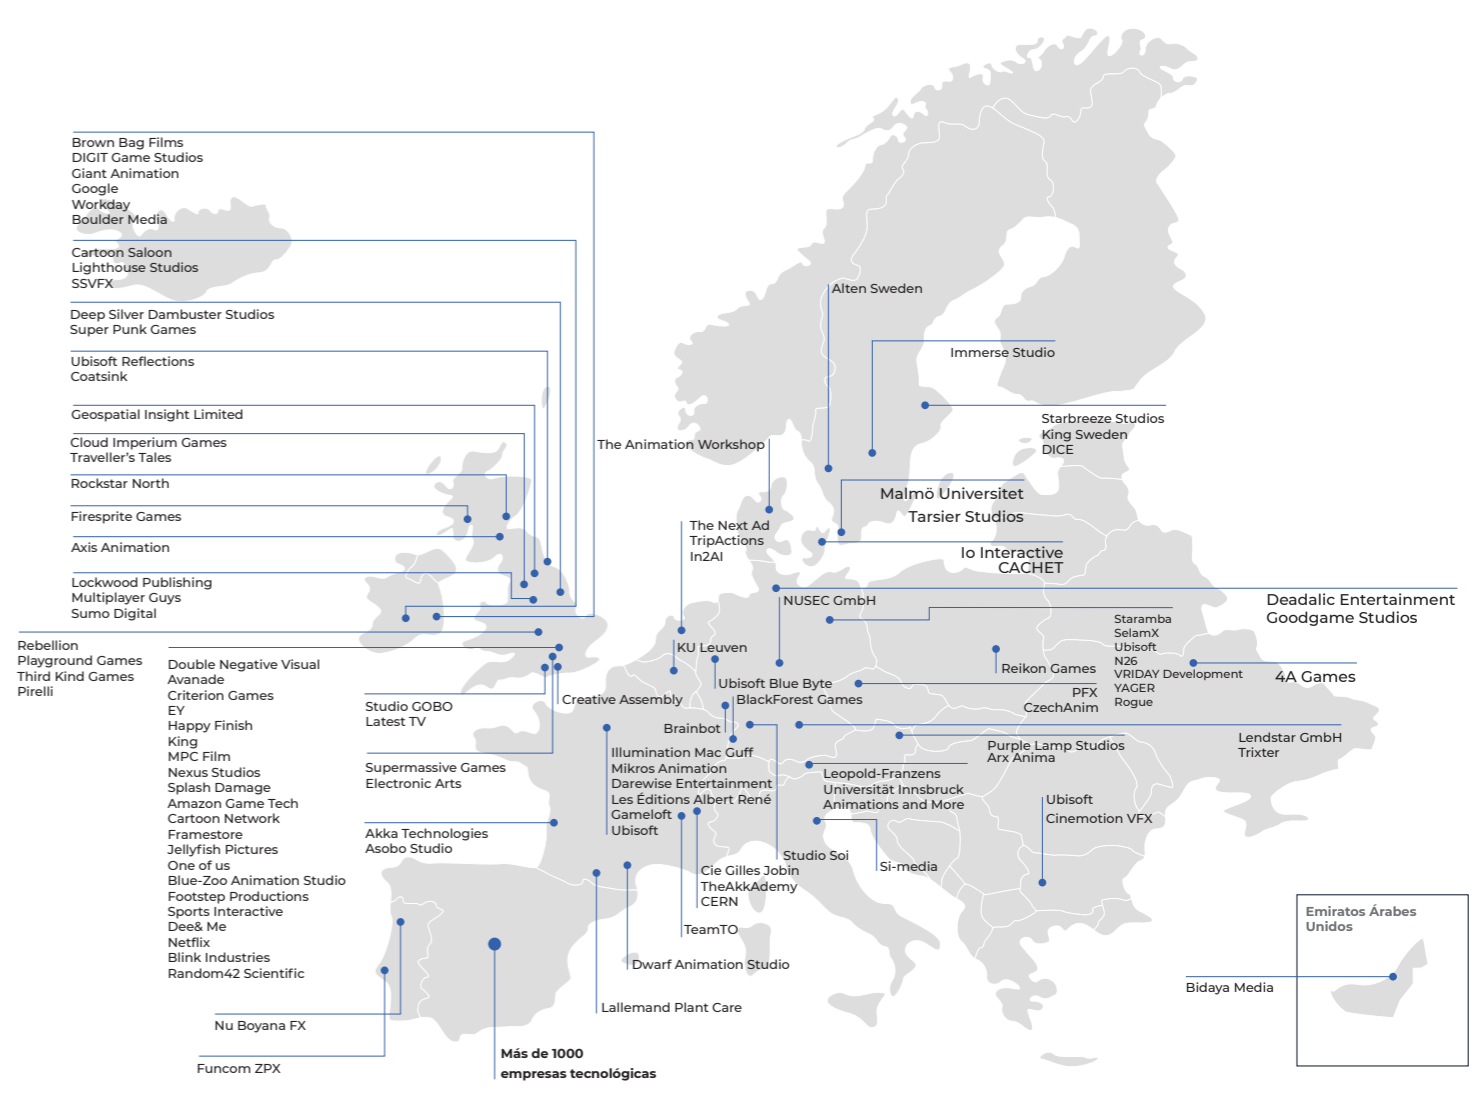 Brown Bag Films
DIGIT Game Studios
Giant Animation
Google
Workday
Boulder Media
Cartoon Saloon
Lighthouse Studios
SSVFX
Deep Silver Dambuster Studios
Super Punk Games
Ubisoft Reflections
Coatsink
Geospatial Insight Limited
Cloud Imperium Games
Traveller's Tales
Rockstar North
Firesprite Games
Axis Animation
Lockwood Publishing
Multiplayer Guys
Sumo Digital
Rebellion
Playground Games
Third Kind Games
Pirelli
Double Negative Visual
Avanade
Criterion Games
EY
Happy Finish
King
MPC Film
Nexus Studios
Splash Damage
Amazon Game Tech
Cartoon Network
Framestore
Jellyfish Pictures
One of us
Blue-Zoo Animation Studio
Footstep Productions
Sports Interactive
Dee& Me
Netflix
Blink Industries
Random42 Scientific
Studio GOBO
Latest TV
Supermassive Games
Electronic Arts
Akka Technologies
Asobo Studio
Nu Boyana FX
Funcom ZPX
Más de 1000
empresas tecnológicas
Creative Assembly
The Animation Workshop
The Next Ad
TripActions
In2AI
KU Leuven
Ubisoft Blue Byte
BlackForest Games
Brainbot
Illumination Mac Guff
Mikros Animation
Darewise Entertainment
Les Éditions Albert René
Gameloft
Ubisoft
Cie Gilles Jobin
TheAkkAdemy
CERN
TeamTO
Dwarf Animation Studio
Lallemand Plant Care
Studio Soi
Si-media
Leopold-Franzens
Universität Innsbruck
Animations and More
Alten Sweden
Immerse Studio
Starbreeze Studios
King Sweden
DICE
Malmö Universitet
Tarsier Studios
Io Interactive
CACHET
NUSEC GmbH
Deadalic Entertainment
Goodgame Studios
Staramba
SelamX
Ubisoft
N26
VRIDAY Development
YAGER
Rogue
Reikon Games
4A Games
PFX
CzechAnim
Lendstar GmbH
Trixter
Purple Lamp Studios
Arx Anima
Ubisoft
Cinemotion VFX
Emiratos Árabes
Unidos
Bidaya Media